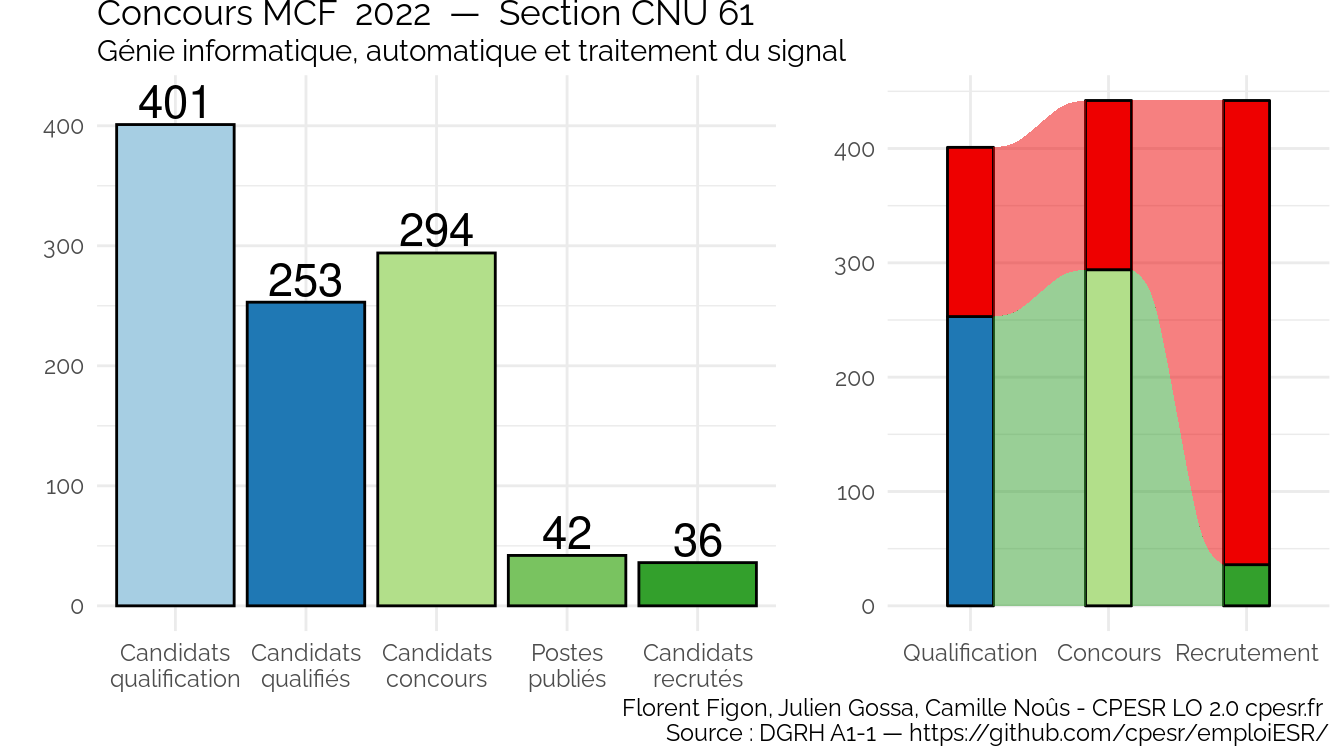 Concours MCF 2022 — Section CNU 61
Génie informatique, automatique et traitement du signal
401
253
294
42
36
400
300
200
100
0
Candidats qualification
Candidats qualifiés
Candidats concours
Postes publiés
Candidats recrutés
400
300
200
100
0
Qualification
Concours
Recrutement
Florent Figon, Julien Gossa, Camille Noûs - CPESR LO 2.0 cpesr.fr
Source : DGRH A1-1 — https://github.com/cpesr/emploiESR/